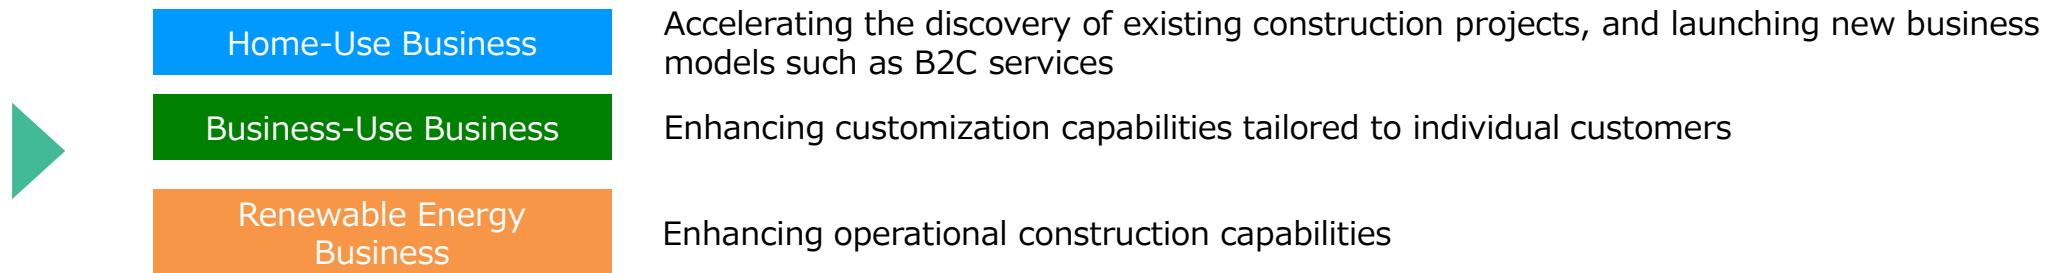 Home-Use Business
Accelerating the discovery of existing construction projects, and launching new business
models such as B2C services
Business-Use Business
Enhancing customization capabilities tailored to individual customers
Renewable Energy
Business
Enhancing operational construction capabilities